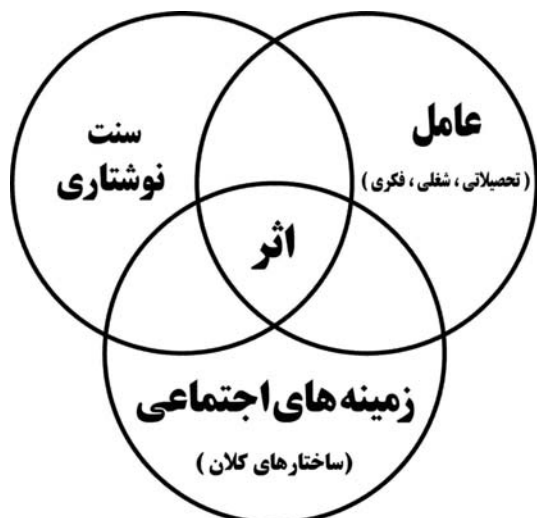 عامل
(تحصیلاتی ، شغلی ، فکری)
سنت
نوشتاری
اثر
زمینه های اجتماعی
(ساختارهای کلان)